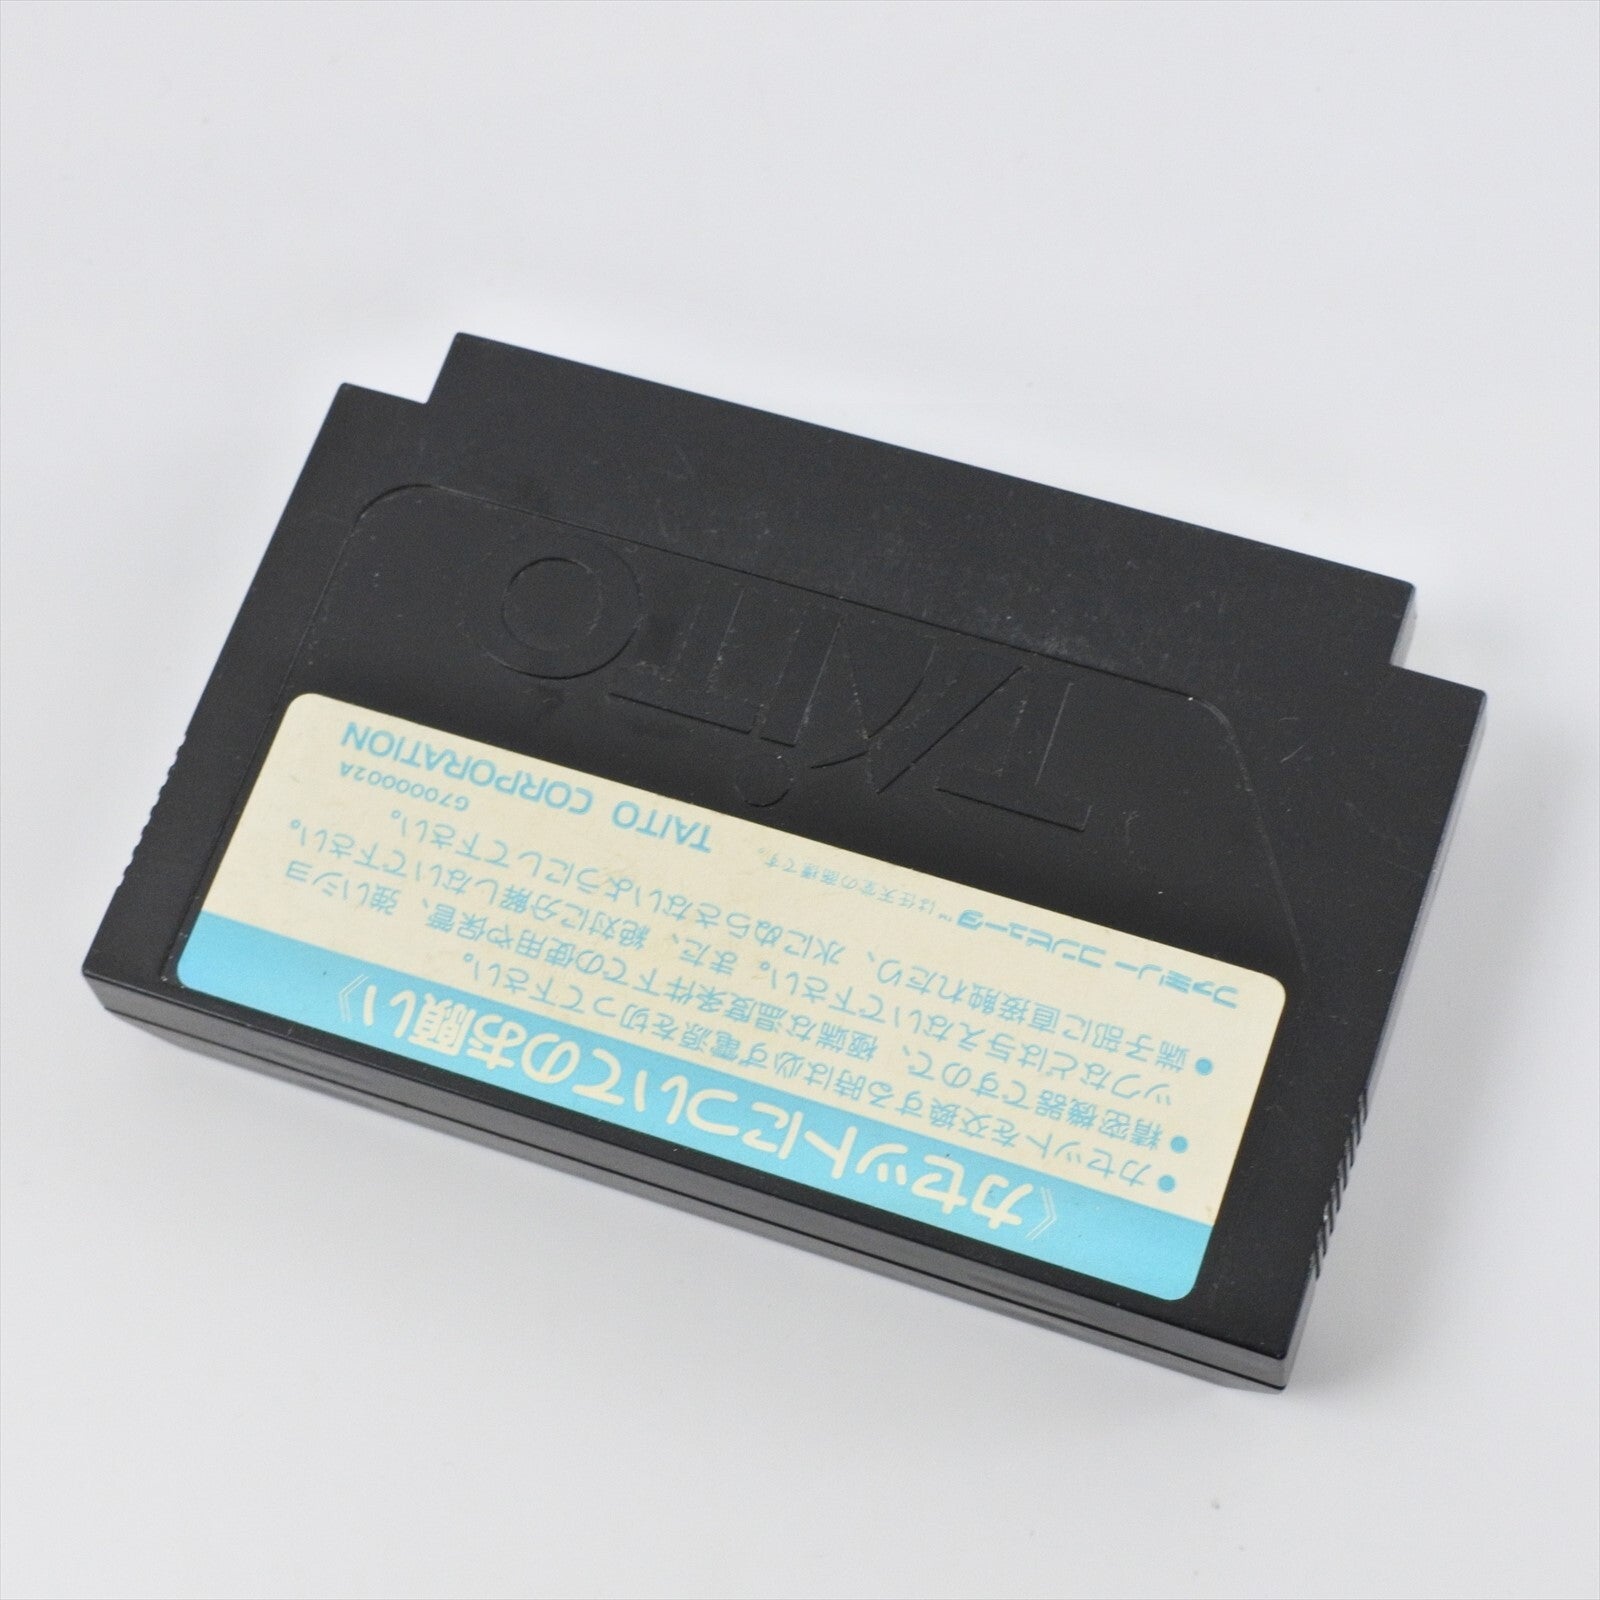 《カセットについてのお願い》
●カセットを交換する時は必ず電源を切って下さい。
●精密機器ですので、極端な温度条件下での使用や保管、強いショ
ックなどは与えないで下さい。また、絶対に分解しないで下さい。
●端子部に直接触れたり、水にぬらさないようにして下さい。
ファミリーコンピュータ™は任天堂の商標です。
G7000002A
TAITO CORPORATION
TAITO